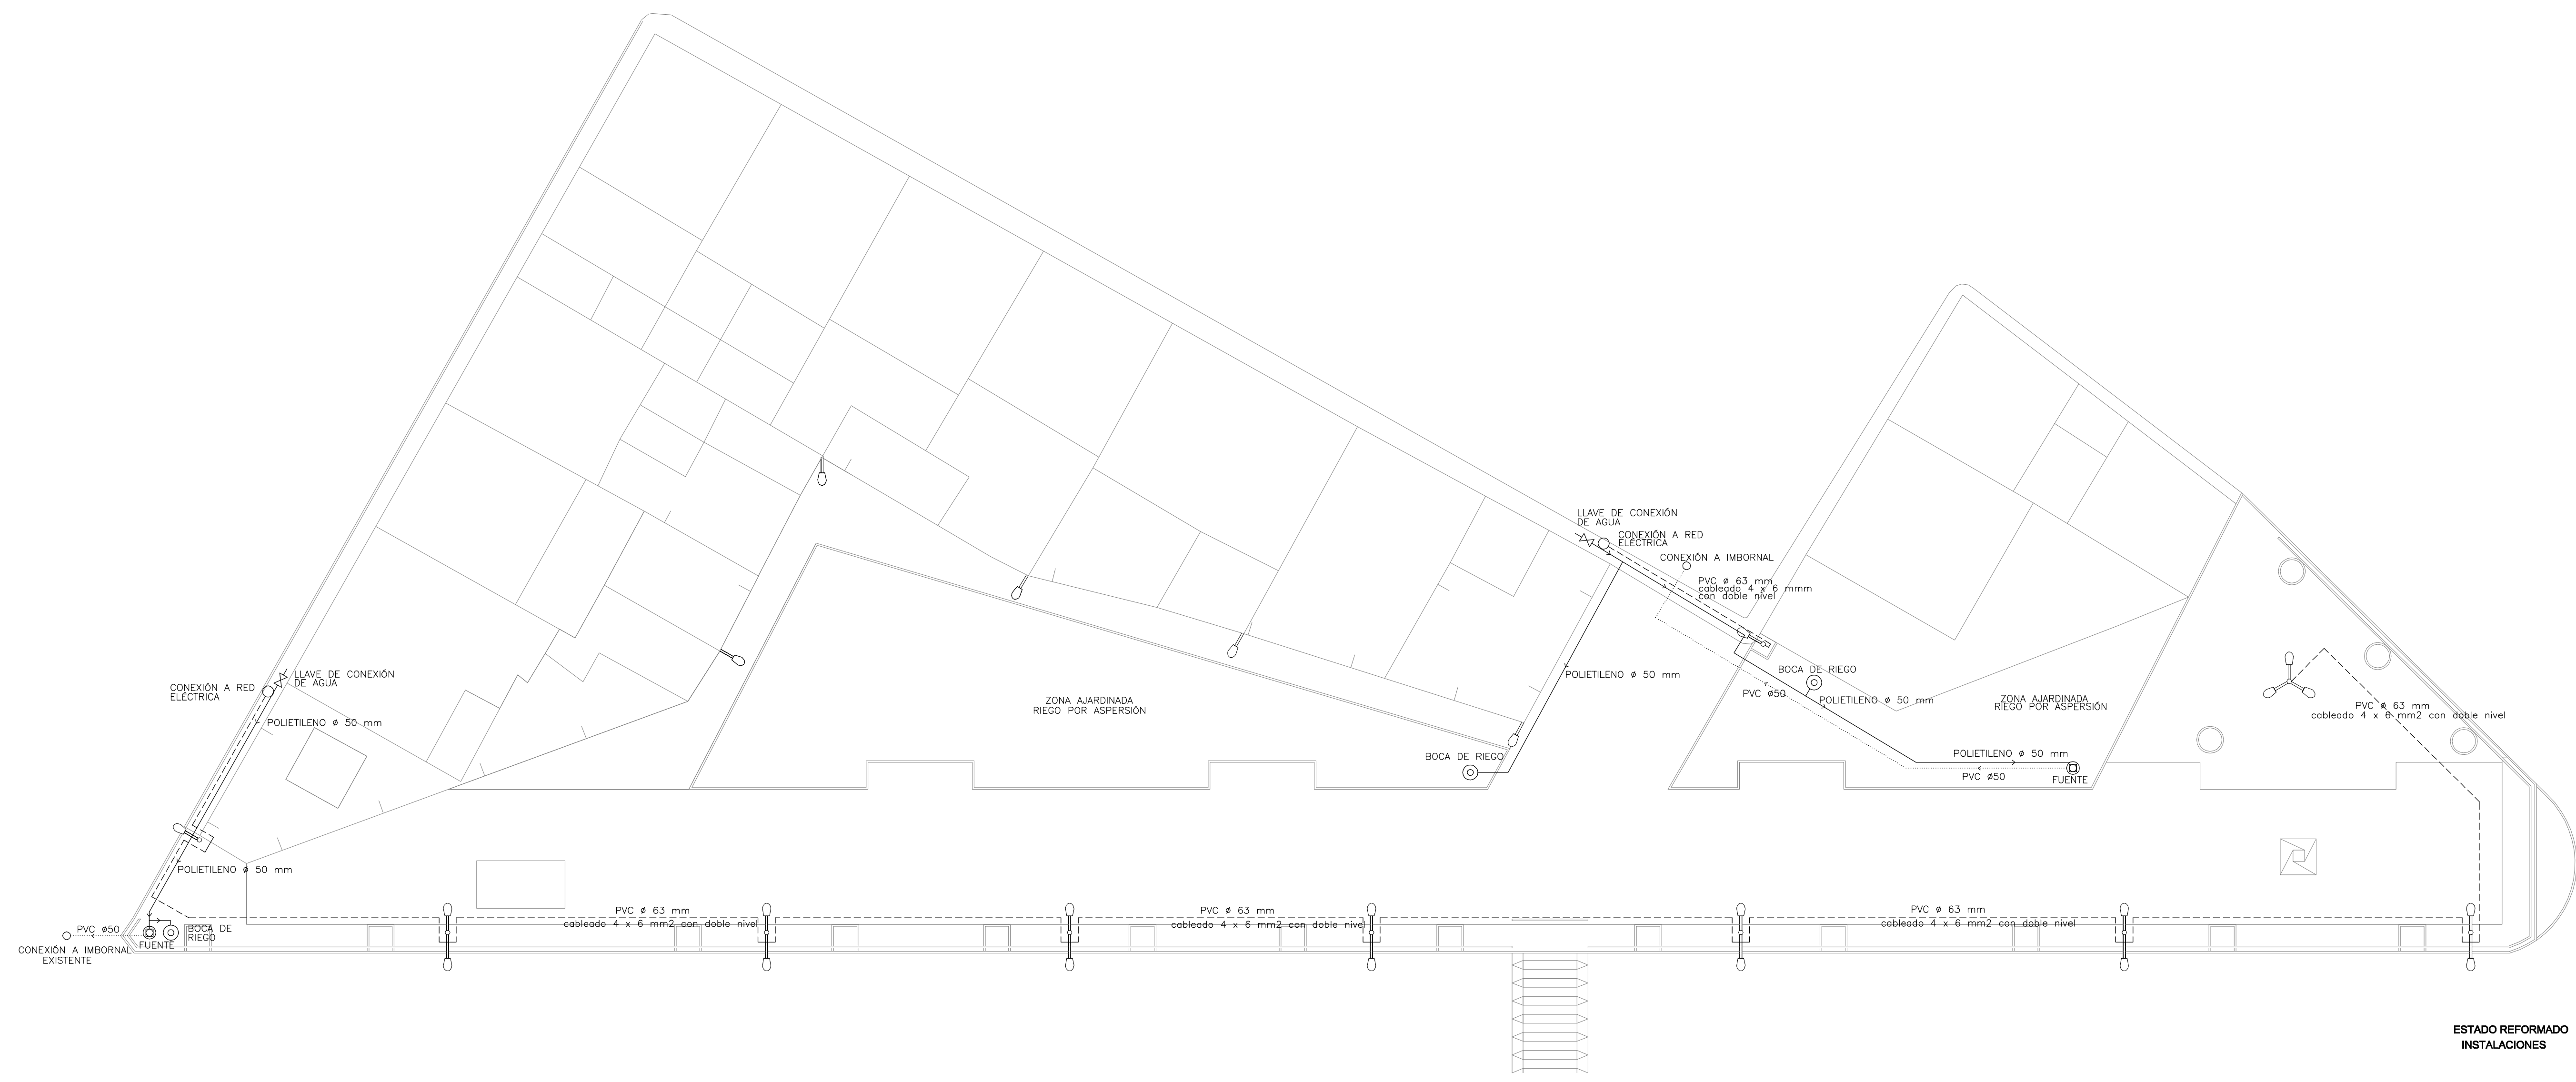 LLAVE DE CONEXIÓN
DE AGUA
CONEXIÓN A RED
ELÉCTRICA
CONEXIÓN A IMBORNAL
PVC ø 63 mm
cableado 4 x 6 mmm
con doble nivel
LLAVE DE CONEXIÓN
DE AGUA
CONEXIÓN A RED
ELÉCTRICA
POLIETILENO ø 50 mm
ZONA AJARDINADA
RIEGO POR ASPERSIÓN
POLIETILENO ø 50 mm
BOCA DE RIEGO
PVC ø50
BOCA DE RIEGO
POLIETILENO ø 50 mm
ZONA AJARDINADA
RIEGO POR ASPERSIÓN
PVC ø 63 mm
cableado 4 x 6 mm2 con doble nivel
POLIETILENO ø 50 mm
PVC ø50
FUENTE
POLIETILENO ø 50 mm
PVC ø50
CONEXIÓN A IMBORNAL
EXISTENTE
FUENTE
BOCA DE
RIEGO
PVC ø 63 mm
cableado 4 x 6 mm2 con doble nivel
PVC ø 63 mm
cableado 4 x 6 mm2 con doble nivel
PVC ø 63 mm
cableado 4 x 6 mm2 con doble nivel
ESTADO REFORMADO
INSTALACIONES